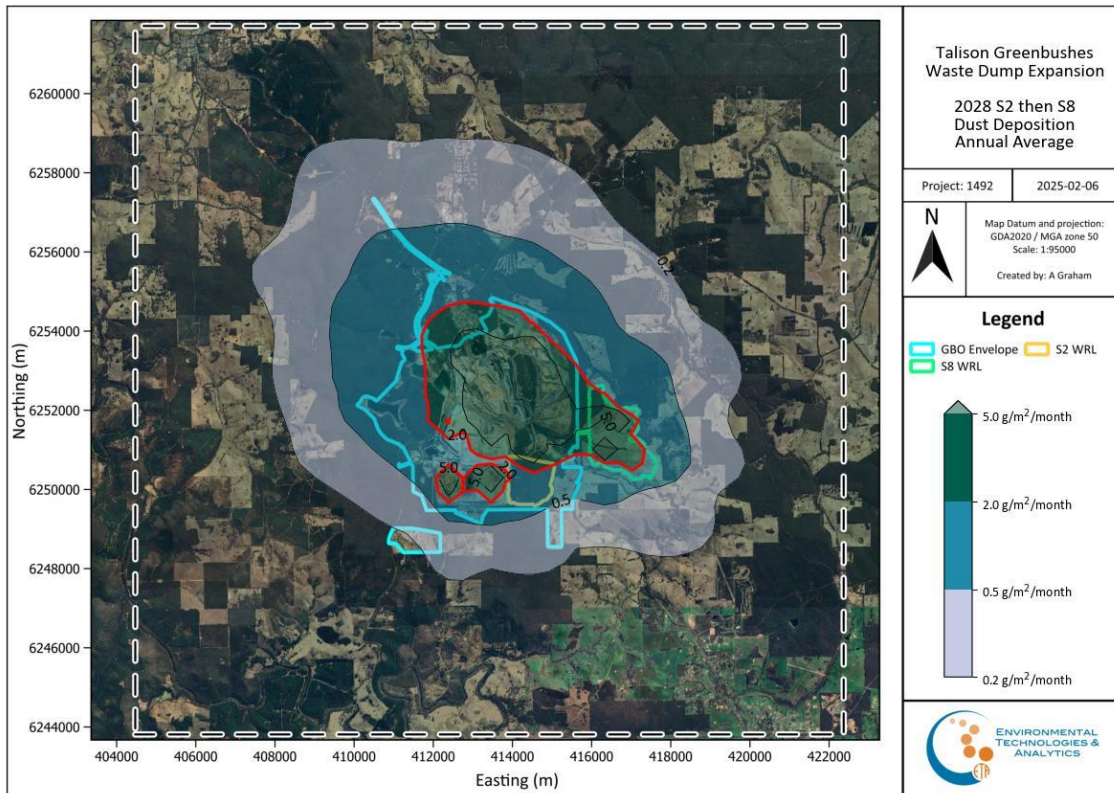 Talison Greenbushes
Waste Dump Expansion
2028 S2 then S8
Dust Deposition
Annual Average
Project: 1492
2025-02-06
N
Map Datum and projection:
GDA2020 / MGA zone 50
Scale: 1:95000
Created by: A Graham
Legend
GBO Envelope
S2 WRL
S8 WRL
5.0 g/m²/month
2.0 g/m²/month
0.5 g/m²/month
0.2 g/m²/month
ENVIRONMENTAL
TECHNOLOGIES
& ANALYTICS
ETA
Northing (m)
6260000
6258000
6256000
6254000
6252000
6250000
6248000
6246000
6244000
0.2
5.0
2.0
5.0
5.0
2.0
0.5
404000
406000
408000
410000
412000
414000
416000
418000
420000
422000
Easting (m)